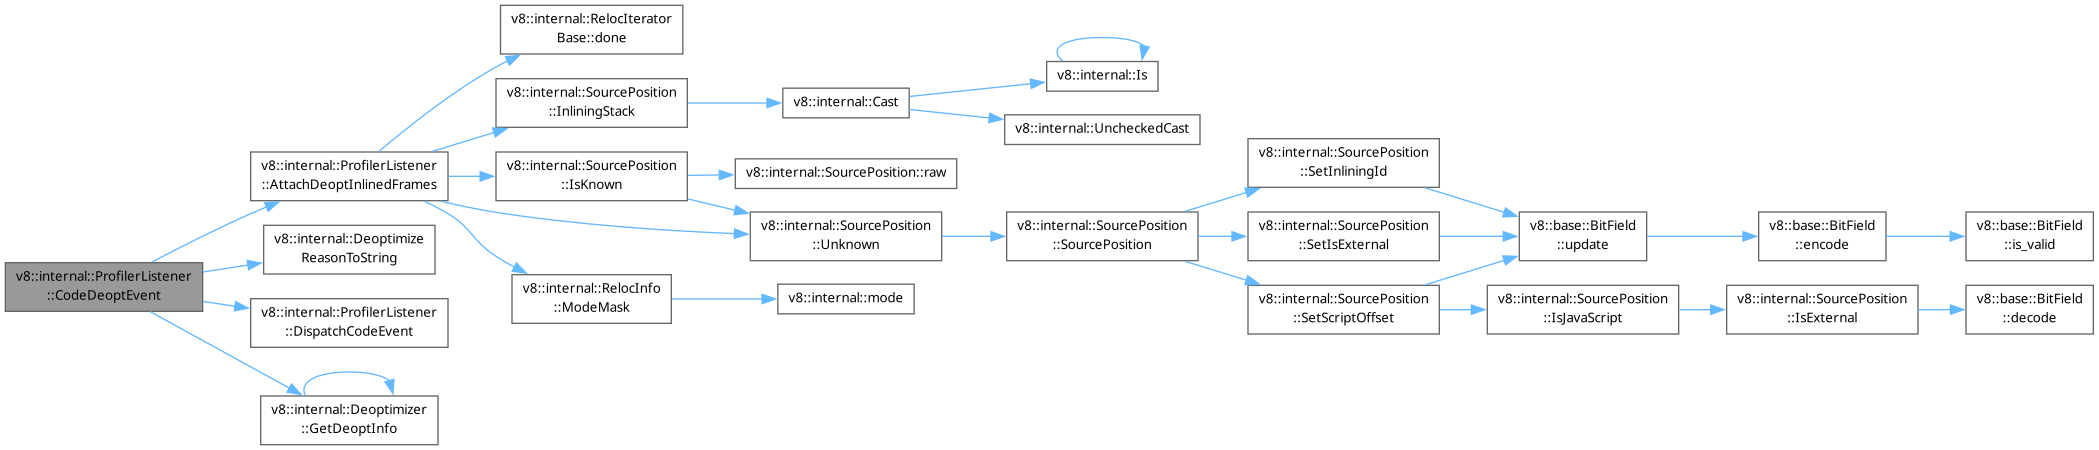 v8::internal::ProfilerListener
::CodeDeoptEvent
v8::internal::ProfilerListener
::AttachDeoptInlinedFrames
v8::internal::RelocIterator
Base::done
v8::internal::SourcePosition
::InliningStack
v8::internal::Cast
v8::internal::Is
v8::internal::UncheckedCast
v8::internal::SourcePosition
::IsKnown
v8::internal::SourcePosition::raw
v8::internal::SourcePosition
::Unknown
v8::internal::SourcePosition
::SourcePosition
v8::internal::SourcePosition
::SetInliningId
v8::internal::SourcePosition
::SetIsExternal
v8::internal::SourcePosition
::SetScriptOffset
v8::base::BitField
::update
v8::base::BitField
::encode
v8::base::BitField
::is_valid
v8::internal::SourcePosition
::IsJavaScript
v8::internal::SourcePosition
::IsExternal
v8::base::BitField
::decode
v8::internal::RelocInfo
::ModeMask
v8::internal::mode
v8::internal::Deoptimize
ReasonToString
v8::internal::ProfilerListener
::DispatchCodeEvent
v8::internal::Deoptimizer
::GetDeoptInfo